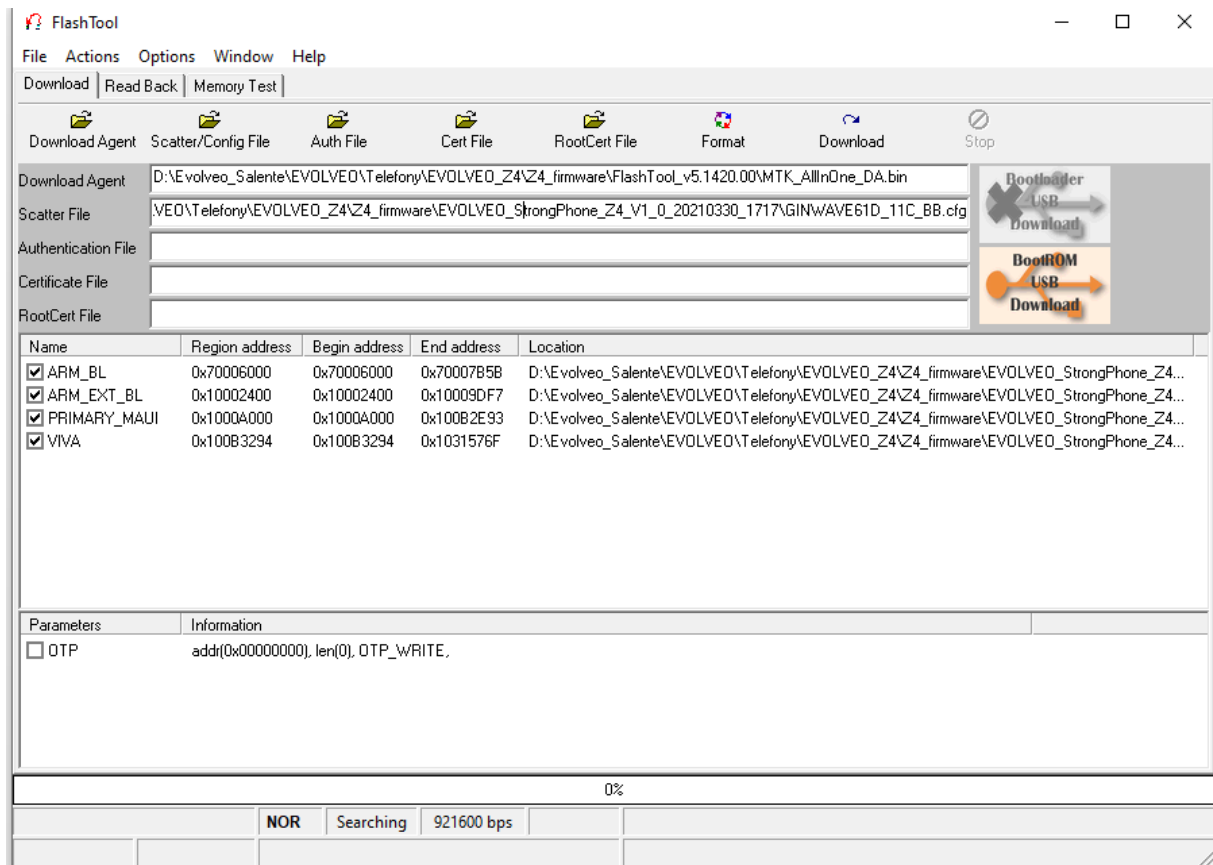 FlashTool
File Actions Options Window Help
Download Read Back Memory Test
Download Agent Scatter/Config File Auth File Cert File RootCert File Format Download Stop
Download Agent D:\Evolveo_Salente\EVOLVEO\Telefony\EVOLVEO_Z4\Z4_firmware\FlashTool_v5.1420.00\MTK_AllInOne_DA.bin
Scatter File .VEO\Telefony\EVOLVEO_Z4\Z4_firmware\EVOLVEO_StrongPhone_Z4_V1_0_20210330_1717\GINWAVE61D_11C_BB.cfg
Authentication File
Certificate File
RootCert File
Bootloader
USB
Download
BootROM
USB
Download
Name Region address Begin address End address Location
ARM_BL 0x70006000 0x70006000 0x70007B5B D:\Evolveo_Salente\EVOLVEO\Telefony\EVOLVEO_Z4\Z4_firmware\EVOLVEO_StrongPhone_Z4...
ARM_EXT_BL 0x10002400 0x10002400 0x10009DF7 D:\Evolveo_Salente\EVOLVEO\Telefony\EVOLVEO_Z4\Z4_firmware\EVOLVEO_StrongPhone_Z4...
PRIMARY_MAUI 0x1000A000 0x1000A000 0x100B2E93 D:\Evolveo_Salente\EVOLVEO\Telefony\EVOLVEO_Z4\Z4_firmware\EVOLVEO_StrongPhone_Z4...
VIVA 0x100B3294 0x100B3294 0x1031576F D:\Evolveo_Salente\EVOLVEO\Telefony\EVOLVEO_Z4\Z4_firmware\EVOLVEO_StrongPhone_Z4...
Parameters Information
OTP addr(0x00000000), len(0), OTP_WRITE,
0%
NOR Searching 921600 bps